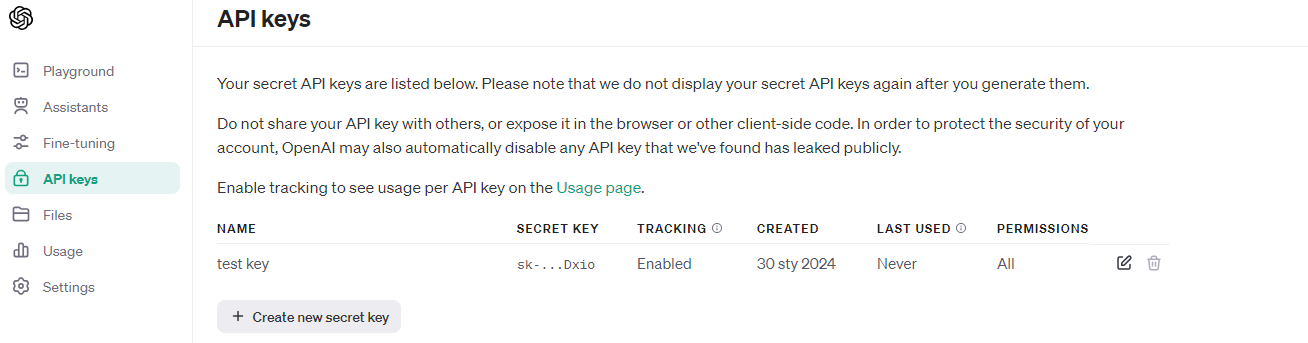 API keys
Playground
Assistants
Fine-tuning
API keys
Files
Usage
Settings
Your secret API keys are listed below. Please note that we do not display your secret API keys again after you generate them.
Do not share your API key with others, or expose it in the browser or other client-side code. In order to protect the security of your
account, OpenAI may also automatically disable any API key that we've found has leaked publicly.
Enable tracking to see usage per API key on the Usage page.
NAME SECRET KEY TRACKING CREATED LAST USED PERMISSIONS
test key sk-...Dxio Enabled 30 sty 2024 Never All
+ Create new secret key